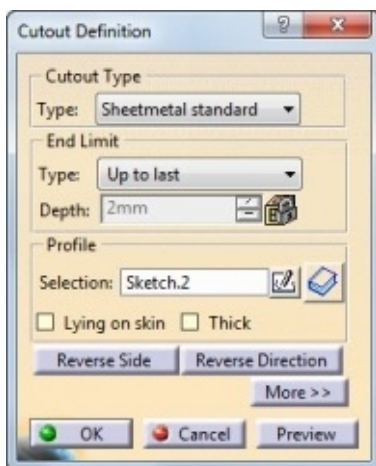 Cutout Definition
Cutout Type
Type: Sheetmetal standard
End Limit
Type: Up to last
Depth: 2mm
Profile
Selection: Sketch.2
Lying on skin Thick
Reverse Side Reverse Direction
More >>
OK Cancel Preview